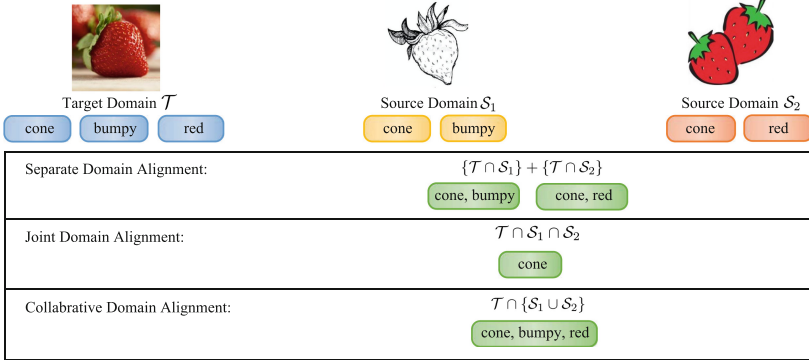 Target Domain 𝒯
Source Domain 𝒮₁
Source Domain 𝒮₂
cone bumpy red
cone bumpy
cone red
Separate Domain Alignment:
{𝒯 ∩ 𝒮₁} + {𝒯 ∩ 𝒮₂}
cone, bumpy
cone, red
Joint Domain Alignment:
𝒯 ∩ 𝒮₁ ∩ 𝒮₂
cone
Collabrative Domain Alignment:
𝒯 ∩ {𝒮₁ ∪ 𝒮₂}
cone, bumpy, red